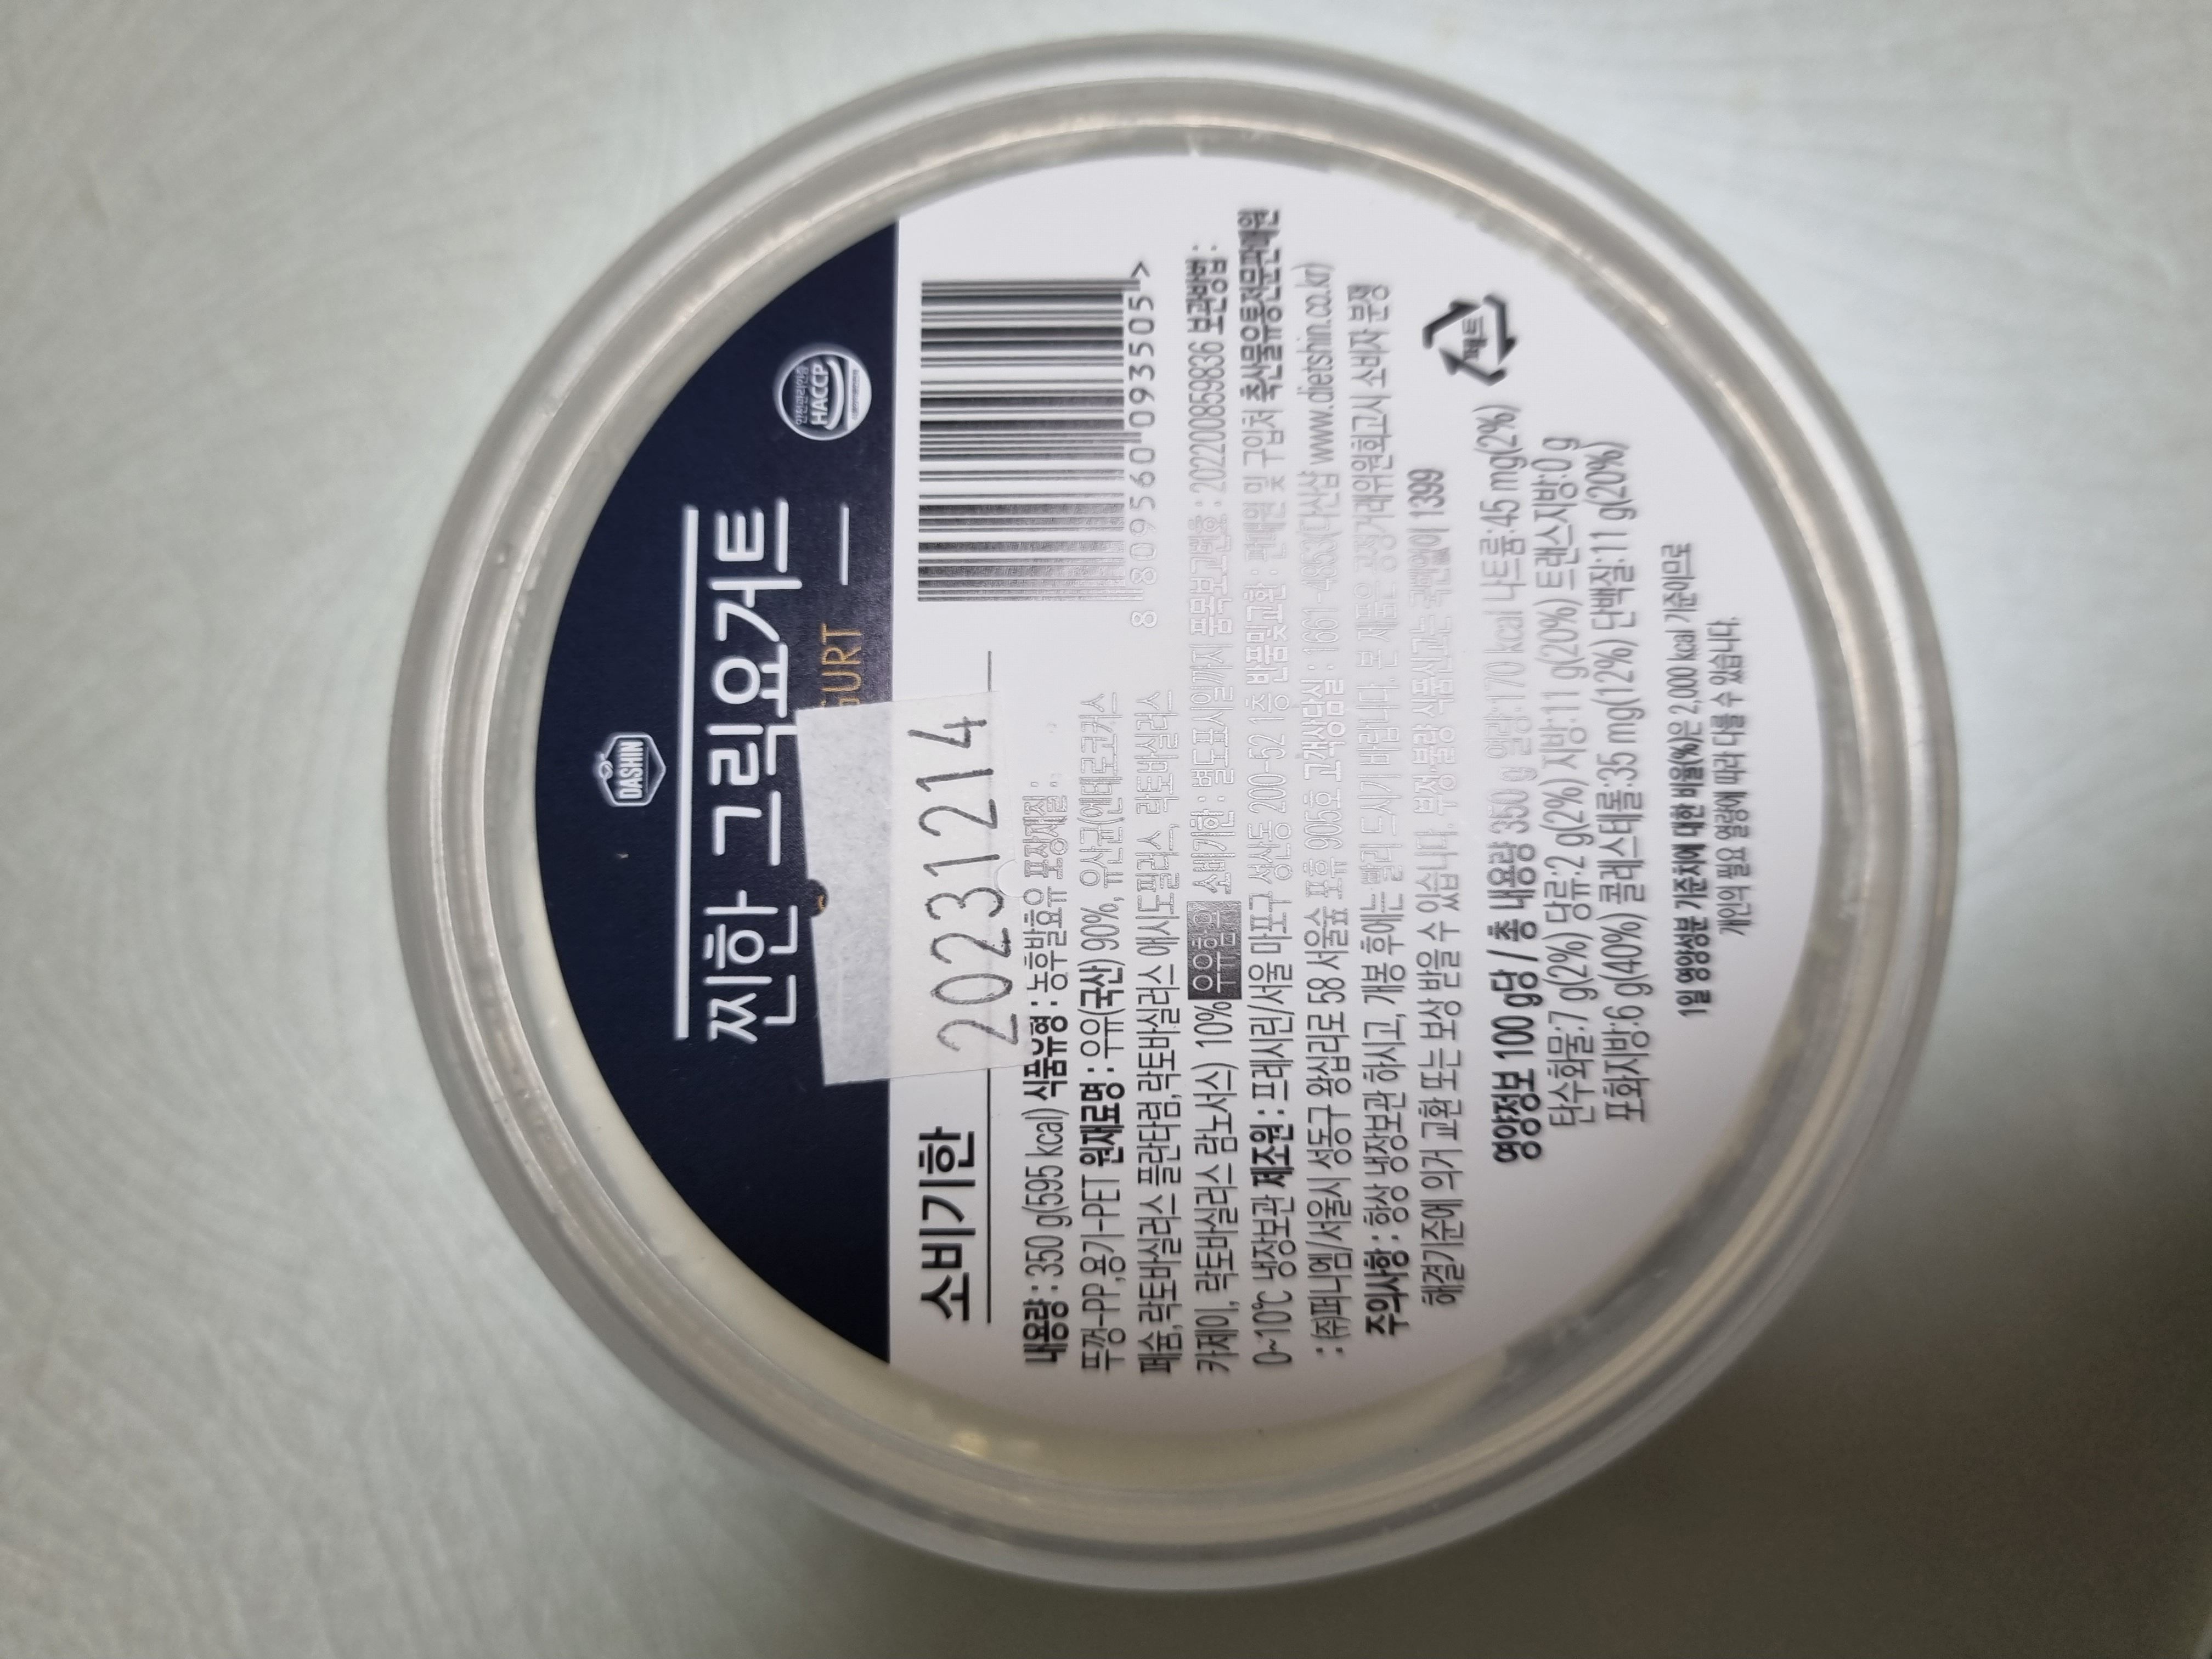 DASHIN
찐한 그릭요거트
GURT
안전관리인증
HACCP
소비기한
20231214
8 809560 093505 >
내용량 : 350 g(595 kcal) 식품유형 : 농후발효유 포장재질 :
뚜껑-PP,용기-PET 원재료명 : 우유(국산) 90%, 유산균(엔테로코커스
페슘,락토바실러스 플란타럼,락토바실러스 애시도필러스, 락토바실러스
카제이, 락토바실러스 람노서스) 10% 우유함유 소비기한 : 별도표시일까지 품목보고번호 : 202200859836 보관방법 :
0~10℃ 냉장보관 제조원 : 프레시린/서울 마포구 성산로 200-52 1층 반품및교환 : 판매원 및 구입처 축산물유통전문판매원
: ㈜퍼니엠/서울시 성동구 왕십리로 58 서울숲 포휴 905호 고객상담실 : 1661-4863(다신샵 www.dietshin.co.kr)
주의사항 : 항상 냉장보관 하시고, 개봉 후에는 빨리 드시기 바랍니다. 본 제품은 공정거래위원회고시 소비자 분쟁
해결기준에 의거 교환 또는 보상 받을 수 있습니다. 부정·불량 식품신고는 국번없이 1399
페트
영양정보 100 g당 / 총 내용량 350 g 열량:170 kcal 나트륨:45 mg(2%)
탄수화물:7 g(2%) 당류:2 g(2%) 지방:11 g(20%) 트랜스지방:0 g
포화지방:6 g(40%) 콜레스테롤:35 mg(12%) 단백질:11 g(20%)
1일 영양성분 기준치에 대한 비율(%)은 2,000 kcal 기준이므로
개인의 필요 열량에 따라 다를 수 있습니다.